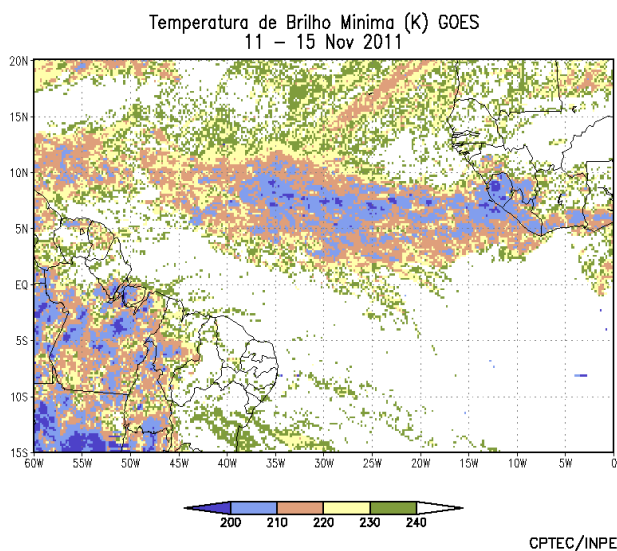 Temperatura de Brilho Minima (K) GOES
11 – 15 Nov 2011
20N
15N
10N
5N
EQ
5S
10S
15S
60W 55W 50W 45W 40W 35W 30W 25W 20W 15W 10W 5W 0
200 210 220 230 240
CPTEC/INPE